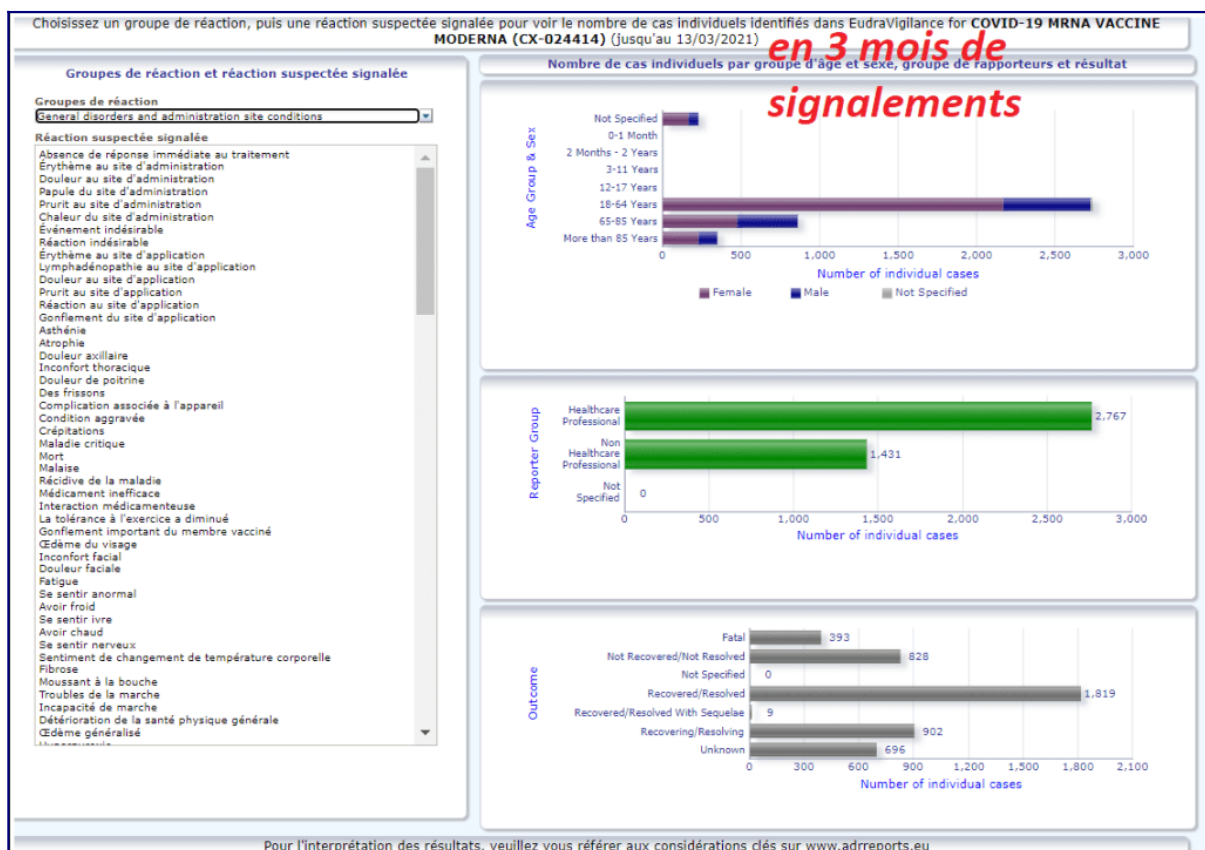 Choisissez un groupe de réaction, puis une réaction suspectée signalée pour voir le nombre de cas individuels identifiés dans EudraVigilance for COVID-19 MRNA VACCINE
MODERNA (CX-024414) (jusqu'au 13/03/2021)
en 3 mois de
signalements
Groupes de réaction et réaction suspectée signalée
Groupes de réaction
General disorders and administration site conditions
Réaction suspectée signalée
Absence de réponse immédiate au traitement
Érythème au site d'administration
Douleur au site d'administration
Papule du site d'administration
Prurit au site d'administration
Chaleur du site d'administration
Événement indésirable
Réaction indésirable
Érythème au site d'application
Lymphadénopathie au site d'application
Douleur au site d'application
Prurit au site d'application
Réaction au site d'application
Gonflement du site d'application
Asthénie
Atrophie
Douleur axillaire
Inconfort thoracique
Douleur de poitrine
Des frissons
Complication associée à l'appareil
Condition aggravée
Crépitations
Maladie critique
Mort
Malaise
Récidive de la maladie
Médicament inefficace
Interaction médicamenteuse
La tolérance à l'exercice a diminué
Gonflement important du membre vacciné
Œdème du visage
Inconfort facial
Douleur faciale
Fatigue
Se sentir anormal
Avoir froid
Se sentir ivre
Avoir chaud
Se sentir nerveux
Sentiment de changement de température corporelle
Fibrose
Moussant à la bouche
Troubles de la marche
Incapacité de marche
Détérioration de la santé physique générale
Œdème généralisé
Nombre de cas individuels par groupe d'âge et sexe, groupe de rapporteurs et résultat
Age Group & Sex
Not Specified
0-1 Month
2 Months - 2 Years
3-11 Years
12-17 Years
18-64 Years
65-85 Years
More than 85 Years
0 500 1,000 1,500 2,000 2,500 3,000
Number of individual cases
Female Male Not Specified
Reporter Group
Healthcare
Professional 2,767
Non
Healthcare
Professional 1,431
Not
Specified 0
0 500 1,000 1,500 2,000 2,500 3,000
Number of individual cases
Outcome
Fatal 393
Not Recovered/Not Resolved 828
Not Specified 0
Recovered/Resolved 1,819
Recovered/Resolved With Sequelae 9
Recovering/Resolving 902
Unknown 696
0 300 600 900 1,200 1,500 1,800 2,100
Number of individual cases
Pour l'interprétation des résultats, veuillez vous référer aux considérations clés sur www.adrreports.eu